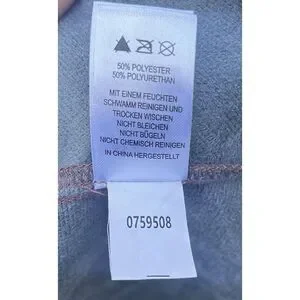 50% POLYESTER
50% POLYURETHAN
MIT EINEM FEUCHTEN
SCHWAMM REINIGEN UND
TROCKEN WISCHEN
NICHT BLEICHEN
NICHT BÜGELN
NICHT CHEMISCH REINIGEN
IN CHINA HERGESTELLT
0759508